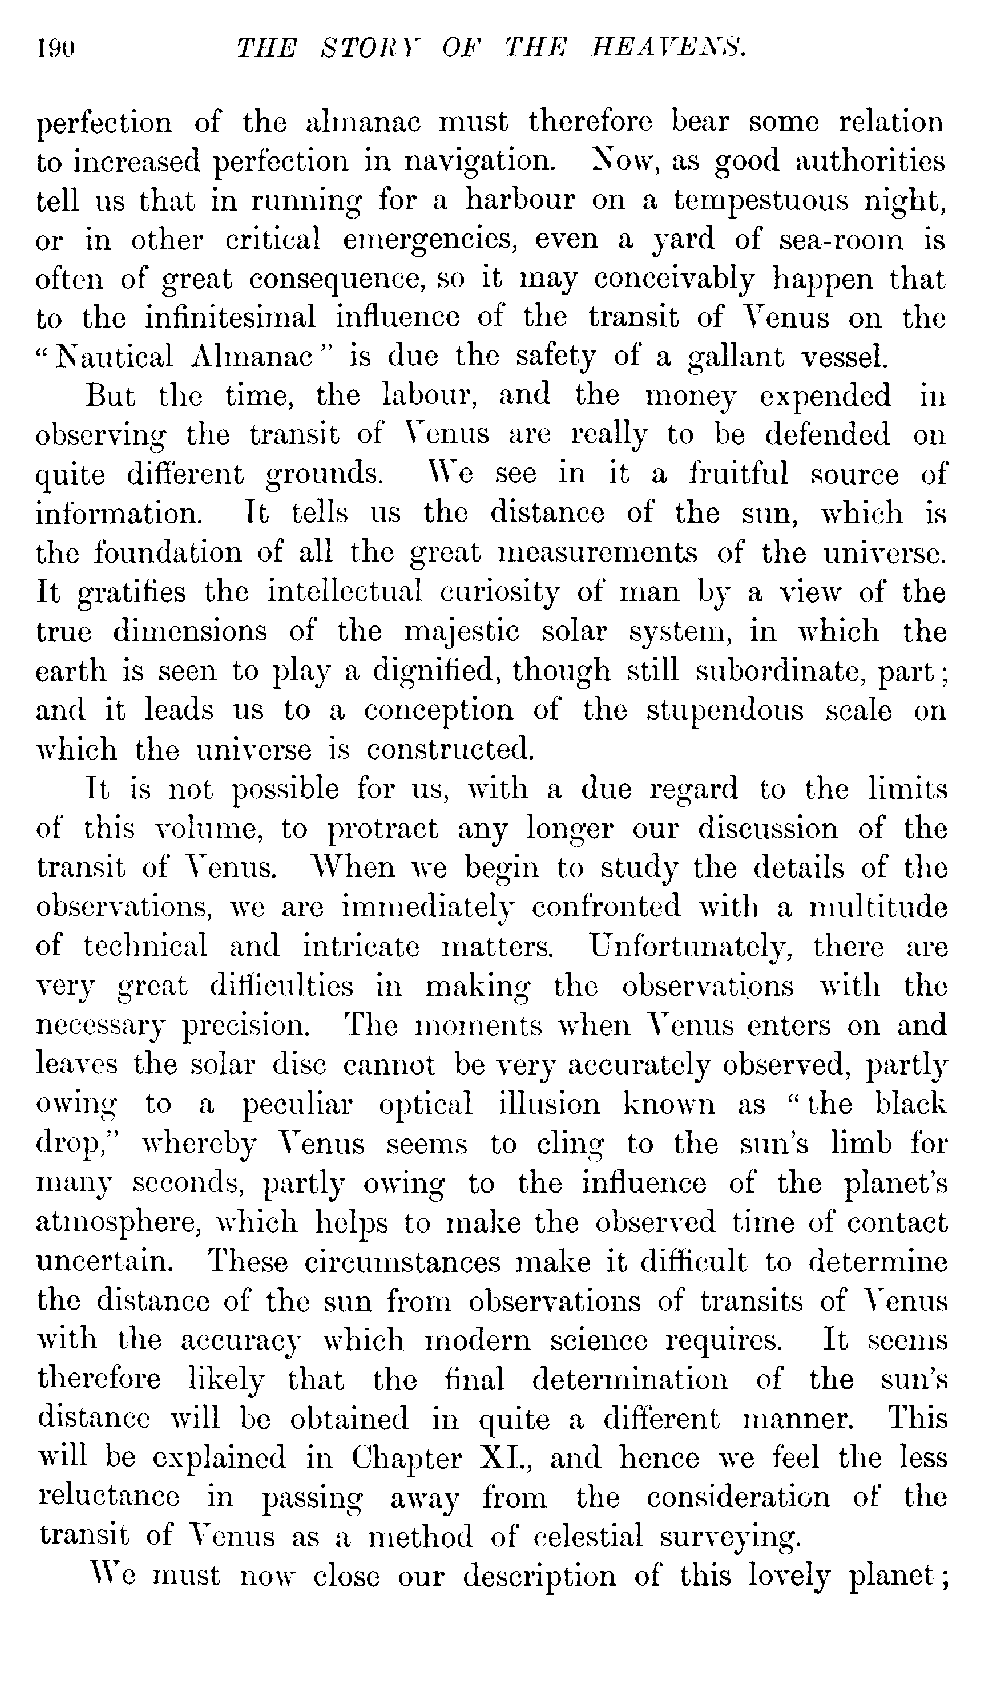 190 THE STORY OF THE HEAVENS.
perfection of the almanac must therefore bear some relation
to increased perfection in navigation. Now, as good authorities
tell us that in running for a harbour on a tempestuous night,
or in other critical emergencies, even a yard of sea-room is
often of great consequence, so it may conceivably happen that
to the infinitesimal influence of the transit of Venus on the
"Nautical Almanac" is due the safety of a gallant vessel.
But the time, the labour, and the money expended in
observing the transit of Venus are really to be defended on
quite different grounds. We see in it a fruitful source of
information. It tells us the distance of the sun, which is
the foundation of all the great measurements of the universe.
It gratifies the intellectual curiosity of man by a view of the
true dimensions of the majestic solar system, in which the
earth is seen to play a dignified, though still subordinate, part;
and it leads us to a conception of the stupendous scale on
which the universe is constructed.
It is not possible for us, with a due regard to the limits
of this volume, to protract any longer our discussion of the
transit of Venus. When we begin to study the details of the
observations, we are immediately confronted with a multitude
of technical and intricate matters. Unfortunately, there are
very great difficulties in making the observations with the
necessary precision. The moments when Venus enters on and
leaves the solar disc cannot be very accurately observed, partly
owing to a peculiar optical illusion known as "the black
drop," whereby Venus seems to cling to the sun's limb for
many seconds, partly owing to the influence of the planet's
atmosphere, which helps to make the observed time of contact
uncertain. These circumstances make it difficult to determine
the distance of the sun from observations of transits of Venus
with the accuracy which modern science requires. It seems
therefore likely that the final determination of the sun's
distance will be obtained in quite a different manner. This
will be explained in Chapter XI., and hence we feel the less
reluctance in passing away from the consideration of the
transit of Venus as a method of celestial surveying.
We must now close our description of this lovely planet;